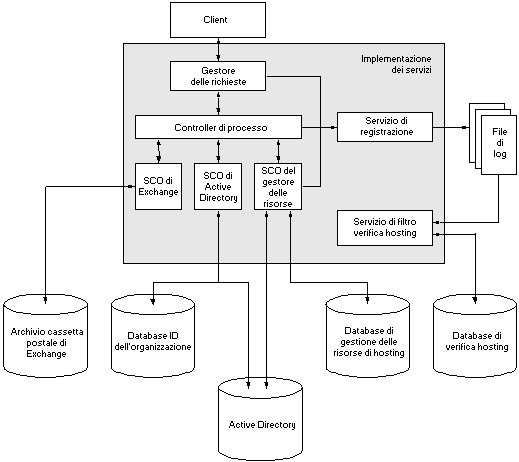 Client
Implementazione
dei servizi
Gestore
delle richieste
Controller di processo
Servizio di
registrazione
File
di
log
SCO di
Exchange
SCO di
Active
Directory
SCO del
gestore
delle
risorse
Servizio di filtro
verifica hosting
Archivio cassetta
postale di
Exchange
Database ID
dell'organizzazione
Database di
gestione delle
risorse di hosting
Database di
verifica hosting
Active Directory